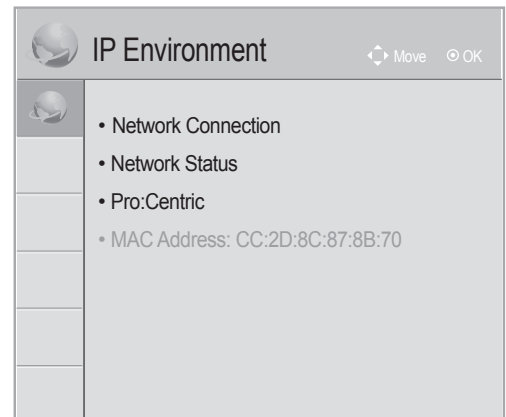 IP Environment
Move OK
• Network Connection
• Network Status
• Pro:Centric
• MAC Address: CC:2D:8C:87:8B:70